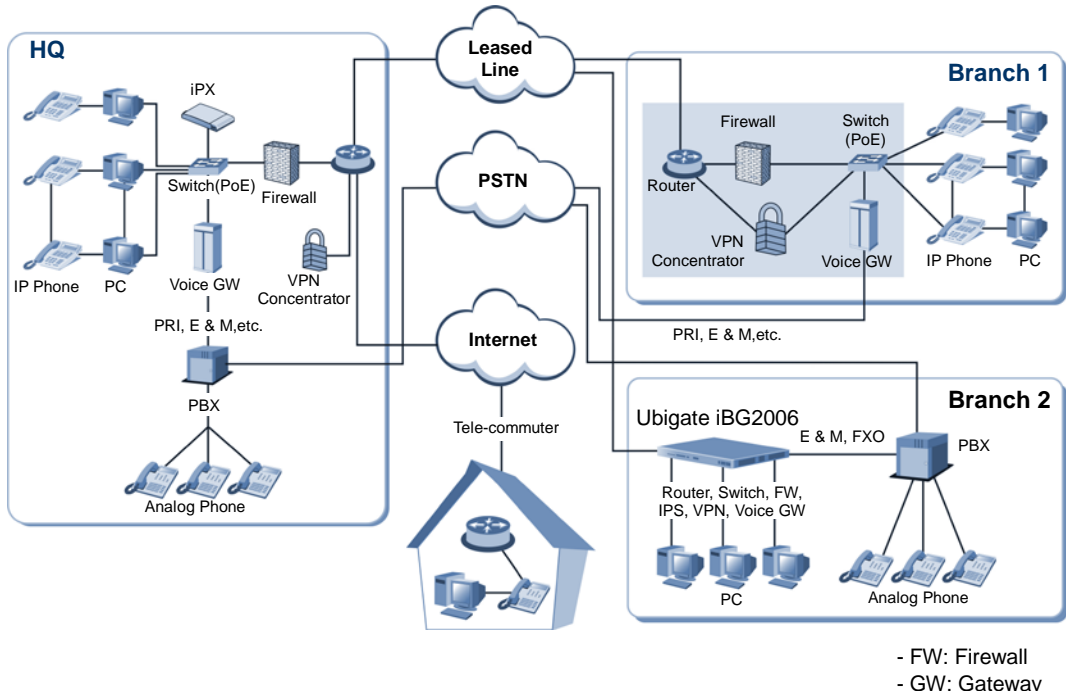 HQ
iPX
Switch(PoE)
Firewall
IP Phone
PC
Voice GW
VPN
Concentrator
PRI, E & M,etc.
PBX
Analog Phone
Leased
Line
PSTN
Internet
Tele-commuter
Branch 1
Firewall
Switch
(PoE)
Router
VPN
Concentrator
Voice GW
IP Phone
PC
PRI, E & M,etc.
Branch 2
Ubigate iBG2006
E & M, FXO
PBX
Router, Switch, FW,
IPS, VPN, Voice GW
PC
Analog Phone
- FW: Firewall
- GW: Gateway